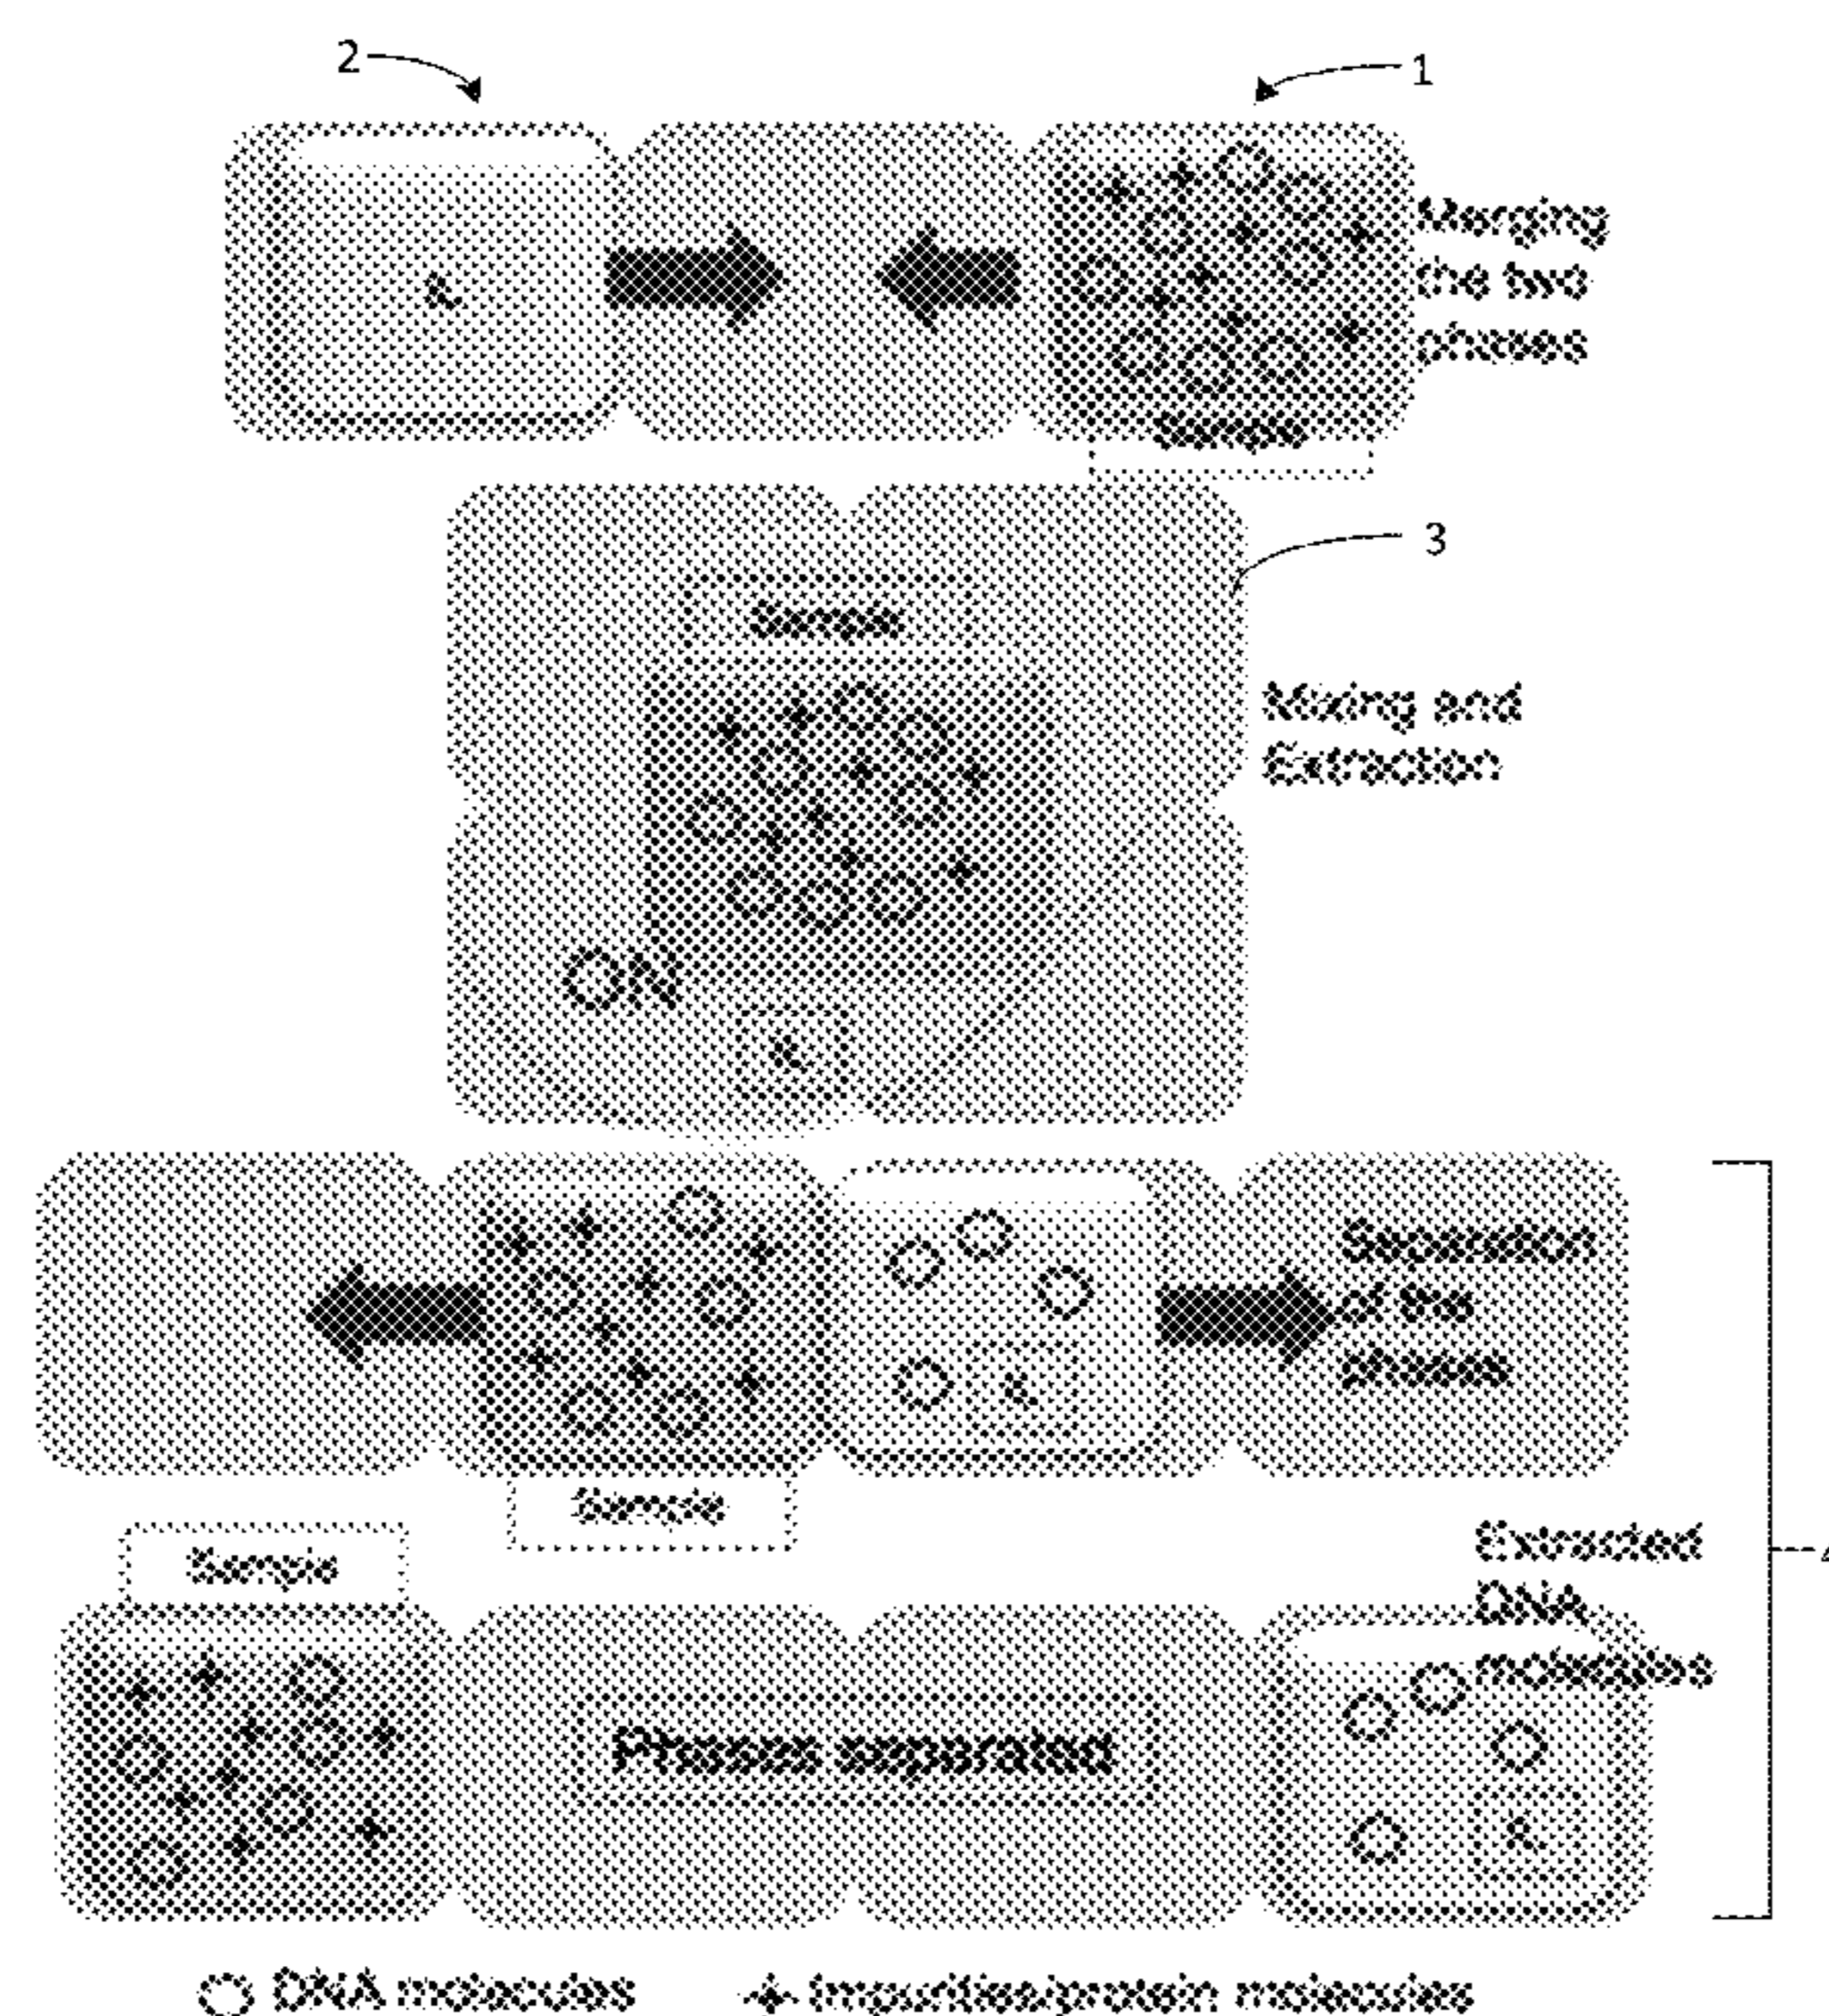 2
1
Merging
the two
phases
Sample
3
Sample
Mixing and
Extraction
ON
Separation
of the
phases
Sample
Sample
Extracted
DNA
molecules
4
Phases separated
DNA molecules
Impurities/protein molecules